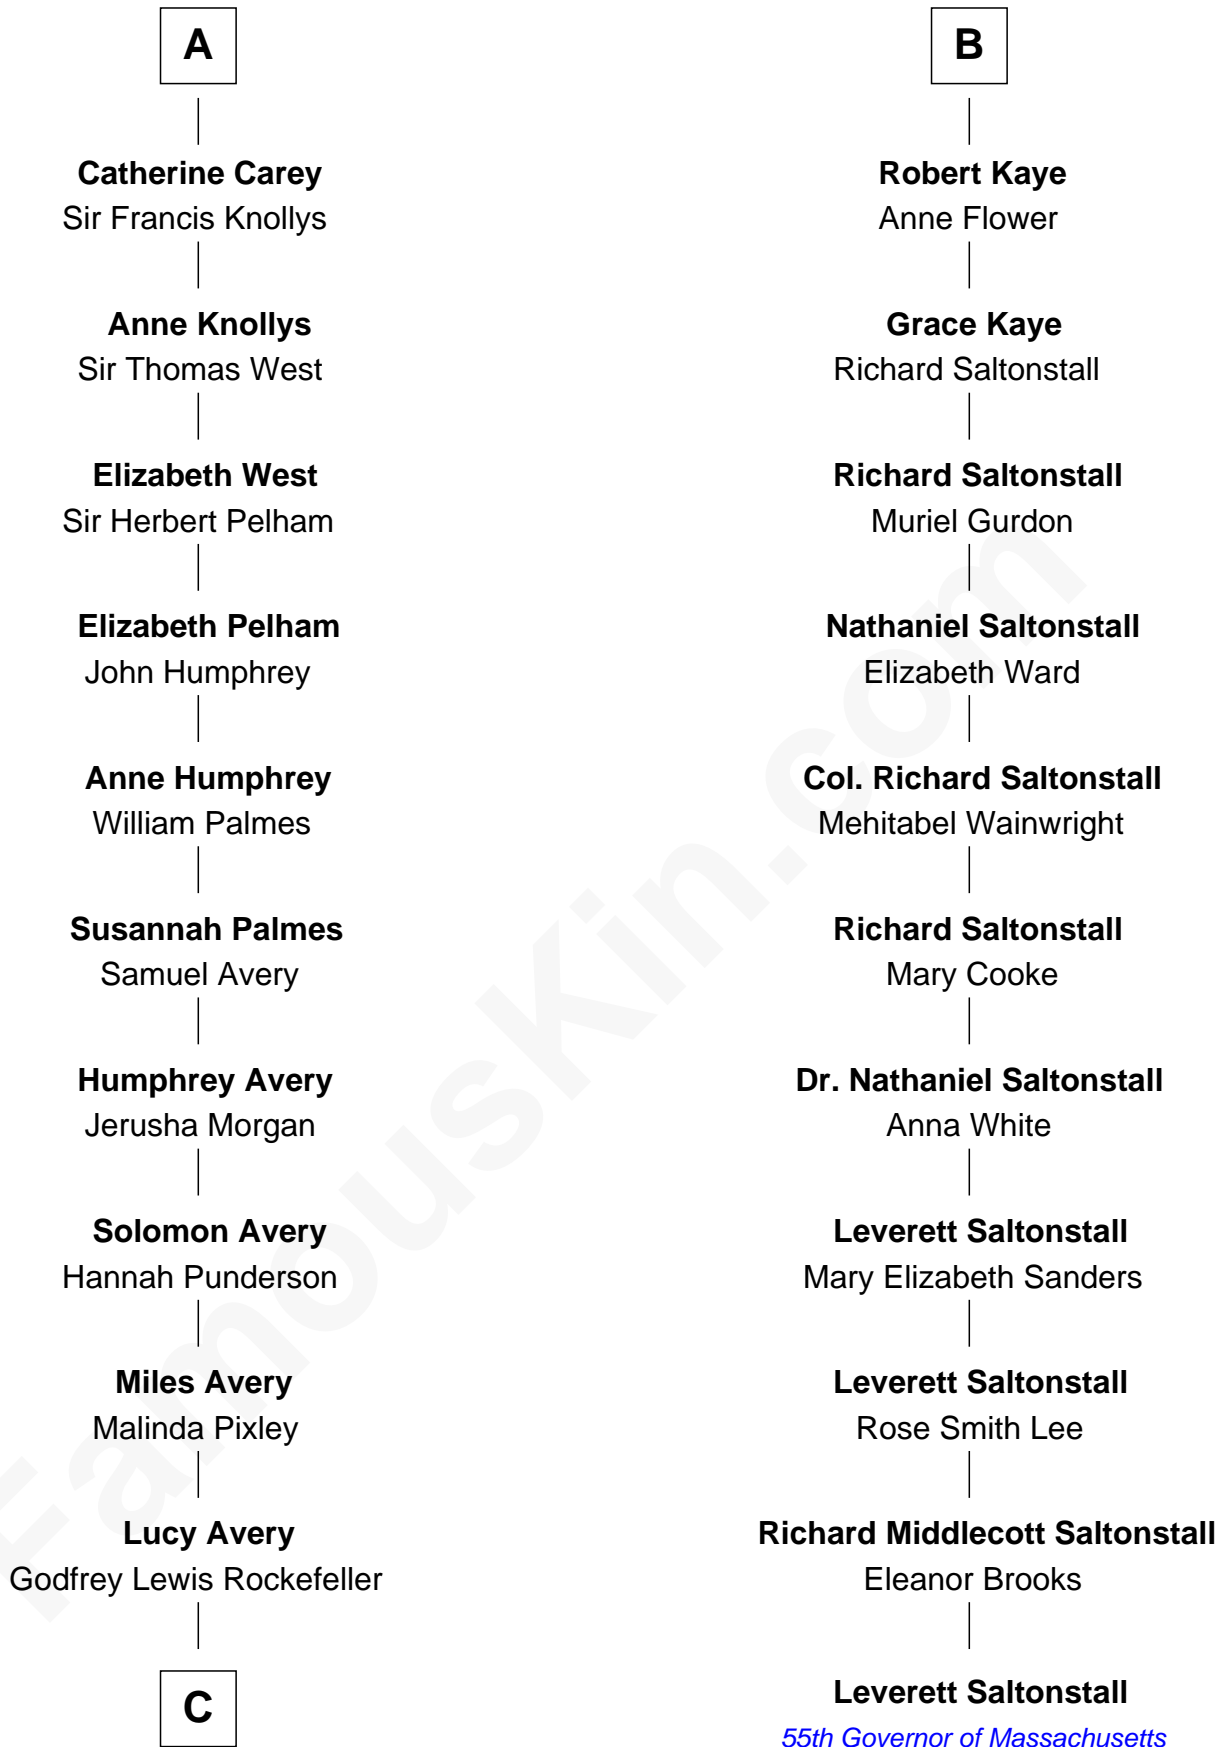 A
Catherine Carey
Sir Francis Knollys
Anne Knollys
Sir Thomas West
Elizabeth West
Sir Herbert Pelham
Elizabeth Pelham
John Humphrey
Anne Humphrey
William Palmes
Susannah Palmes
Samuel Avery
Humphrey Avery
Jerusha Morgan
Solomon Avery
Hannah Punderson
Miles Avery
Malinda Pixley
Lucy Avery
Godfrey Lewis Rockefeller
C
B
Robert Kaye
Anne Flower
Grace Kaye
Richard Saltonstall
Richard Saltonstall
Muriel Gurdon
Nathaniel Saltonstall
Elizabeth Ward
Col. Richard Saltonstall
Mehitabel Wainwright
Richard Saltonstall
Mary Cooke
Dr. Nathaniel Saltonstall
Anna White
Leverett Saltonstall
Mary Elizabeth Sanders
Leverett Saltonstall
Rose Smith Lee
Richard Middlecott Saltonstall
Eleanor Brooks
Leverett Saltonstall
55th Governor of Massachusetts
FamousKin.com